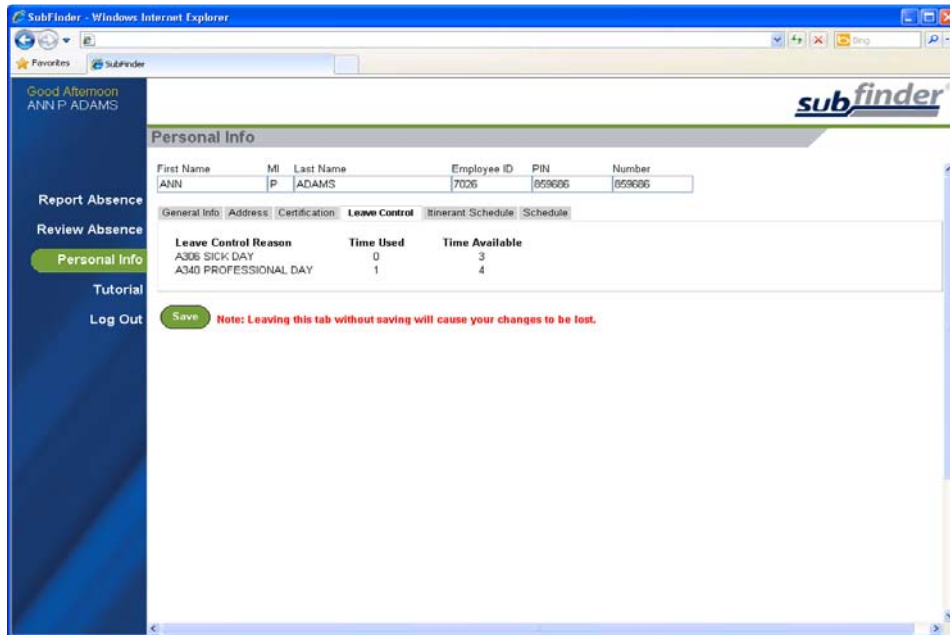 SubFinder - Windows Internet Explorer
Bing
Favorites SubFinder
Good Afternoon
ANN P ADAMS
subfinder
Personal Info
First Name MI Last Name Employee ID PIN Number
ANN P ADAMS 7026 859686 859686
Report Absence
Review Absence
Personal Info
Tutorial
Log Out
General Info Address Certification Leave Control Itinerant Schedule Schedule
Leave Control Reason Time Used Time Available
A306 SICK DAY 0 3
A340 PROFESSIONAL DAY 1 4
Save Note: Leaving this tab without saving will cause your changes to be lost.